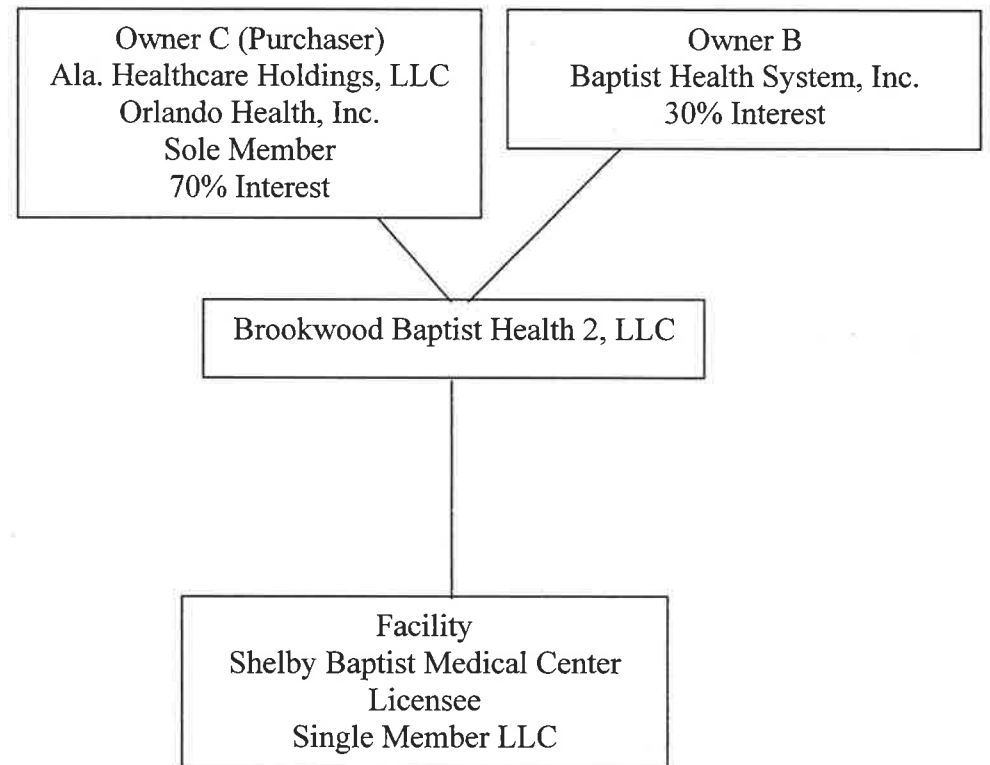 Owner C (Purchaser)
Ala. Healthcare Holdings, LLC
Orlando Health, Inc.
Sole Member
70% Interest
Owner B
Baptist Health System, Inc.
30% Interest
Brookwood Baptist Health 2, LLC
Facility
Shelby Baptist Medical Center
Licensee
Single Member LLC